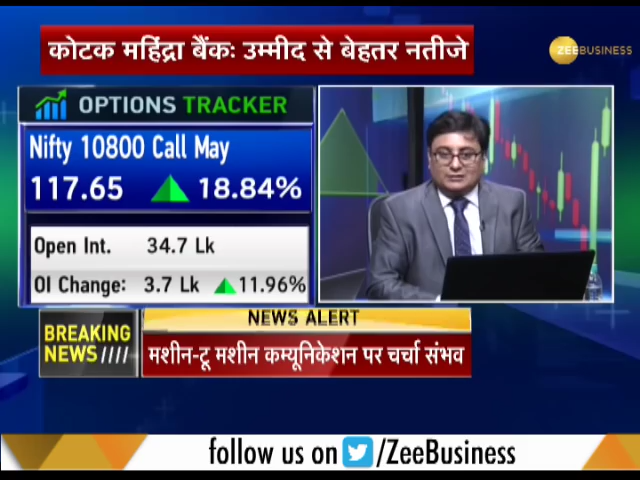 कोटक महिंद्रा बैंकः उम्मीद से बेहतर नतीजे
ZEEBUSINESS
OPTIONS TRACKER
Nifty 10800 Call May
117.65 18.84%
Open Int. 34.7 Lk
OI Change: 3.7 Lk 11.96%
BREAKING
NEWS ////
NEWS ALERT
मशीन-टू मशीन कम्यूनिकेशन पर चर्चा संभव
follow us on /ZeeBusiness